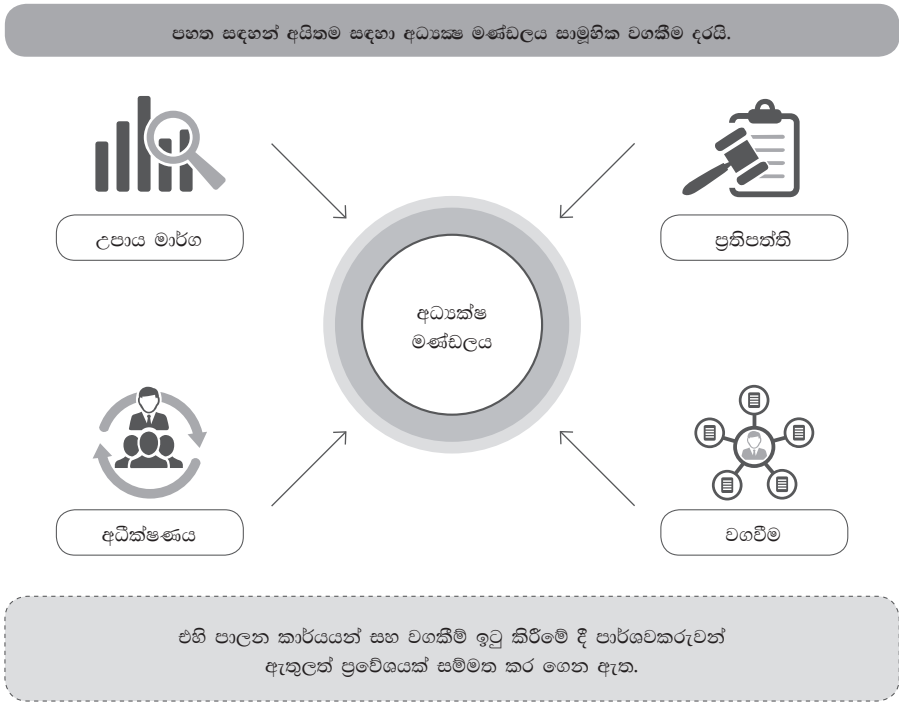 පහත සඳහන් අයිතම සඳහා අධ්‍යක්ෂ මණ්ඩලය සාමූහික වගකීම දරයි.
උපාය මාර්ග
ප්‍රතිපත්ති
අධ්‍යක්ෂ
මණ්ඩලය
අධීක්ෂණය
වගවීම
එහි පාලන කාර්යයන් සහ වගකීම් ඉටු කිරීමේ දී පාර්ශවකරුවන්
ඇතුලත් ප්‍රවේශයක් සම්මත කර ගෙන ඇත.